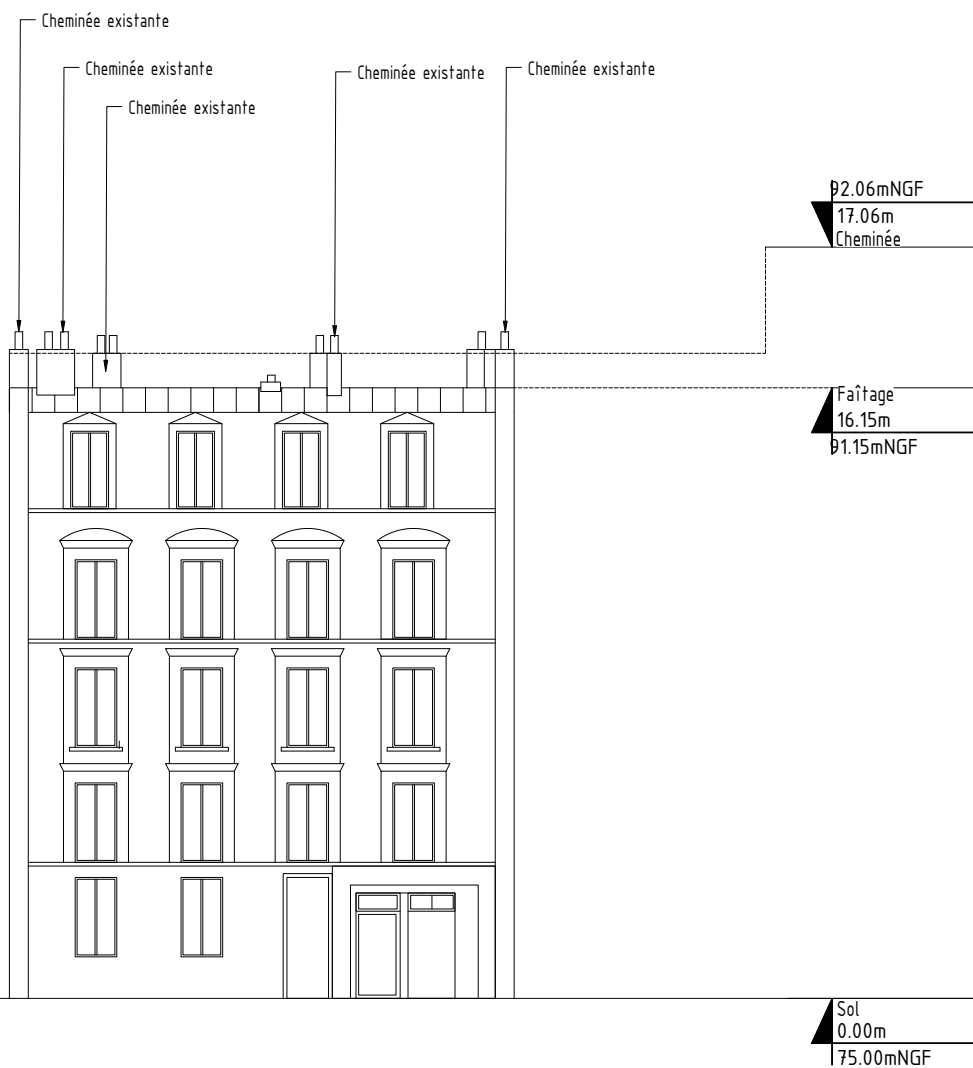 Cheminée existante
Cheminée existante
Cheminée existante
Cheminée existante
Cheminée existante
92.06mNGF
17.06m
Cheminée
Faîtage
16.15m
91.15mNGF
Sol
0.00m
75.00mNGF